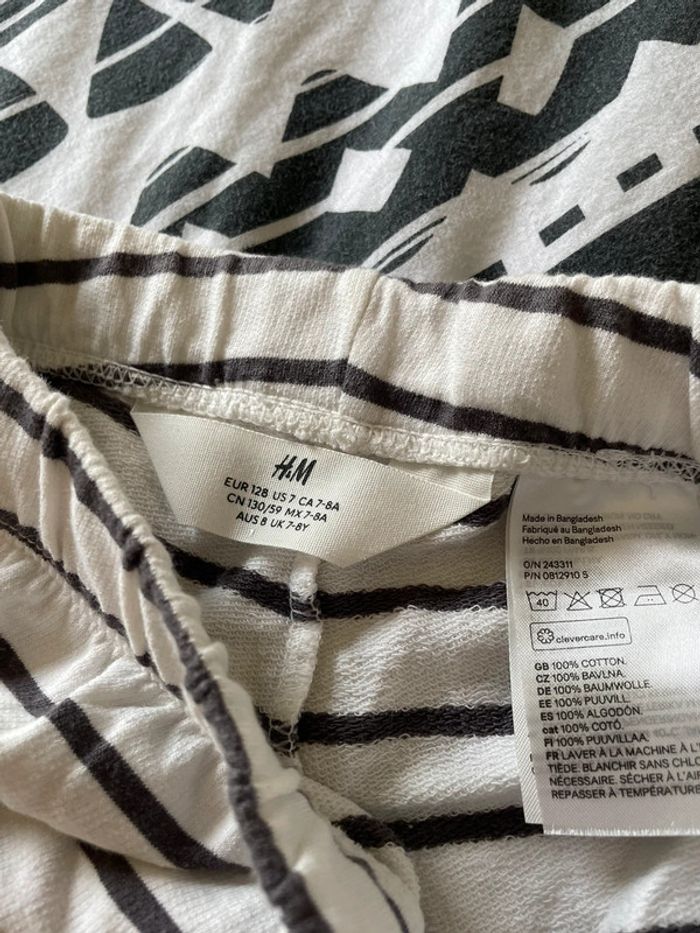 H&M
EUR 128 US 7 CA 7-8A
CN 130/59 MX 7-8A
AUS 8 UK 7-8Y
Made in Bangladesh
Fabriqué au Bangladesh
Hecho en Bangladesh
O/N 243311
P/N 0812910 5
40
clevercare.info
GB 100% COTTON.
CZ 100% BAVLNA.
DE 100% BAUMWOLLE.
EE 100% PUUVILL.
ES 100% ALGODÓN.
cat 100% COTÓ.
FI 100% PUUVILLAA.
FR LAVER À LA MACHINE À L'
TIÈDE. BLANCHIR SANS CHLO
NÉCESSAIRE. SÉCHER À L'AI
REPASSER À TEMPÉRATURE